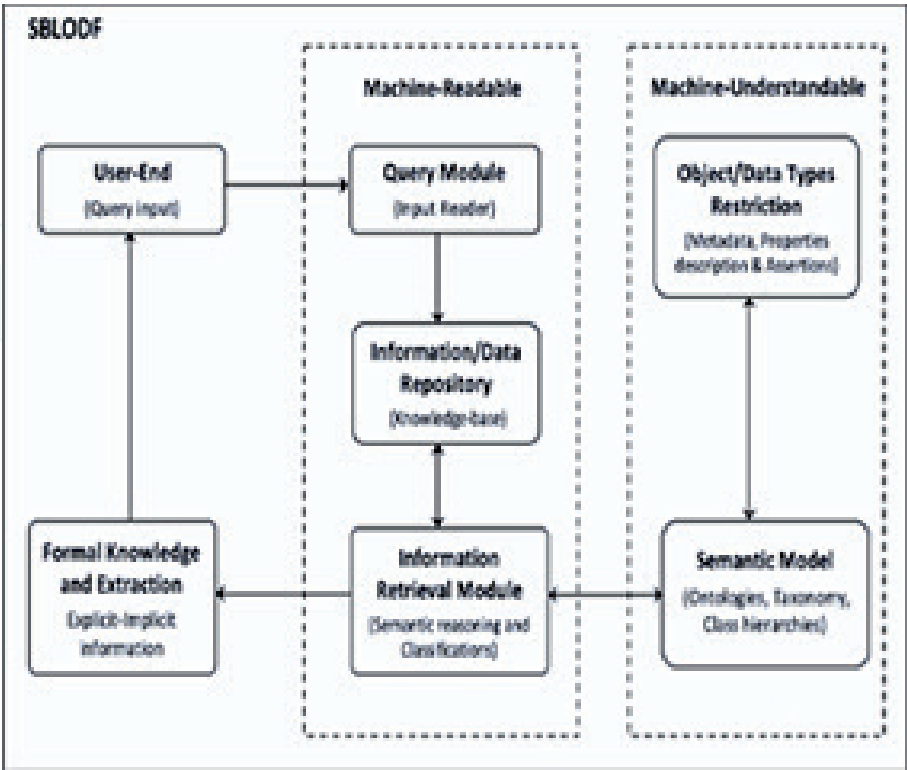 SBLODF
Machine-Readable
Machine-Understandable
User-End
(Query input)
Query Module
(Input Reader)
Object/Data Types
Restriction
(Metadata, Properties
description & Assertions)
Information/Data
Repository
(Knowledge-base)
Formal Knowledge
and Extraction
Explicit-Implicit
information
Information
Retrieval Module
(Semantic reasoning and
Classifications)
Semantic Model
(Ontologies, Taxonomy,
Class hierarchies)